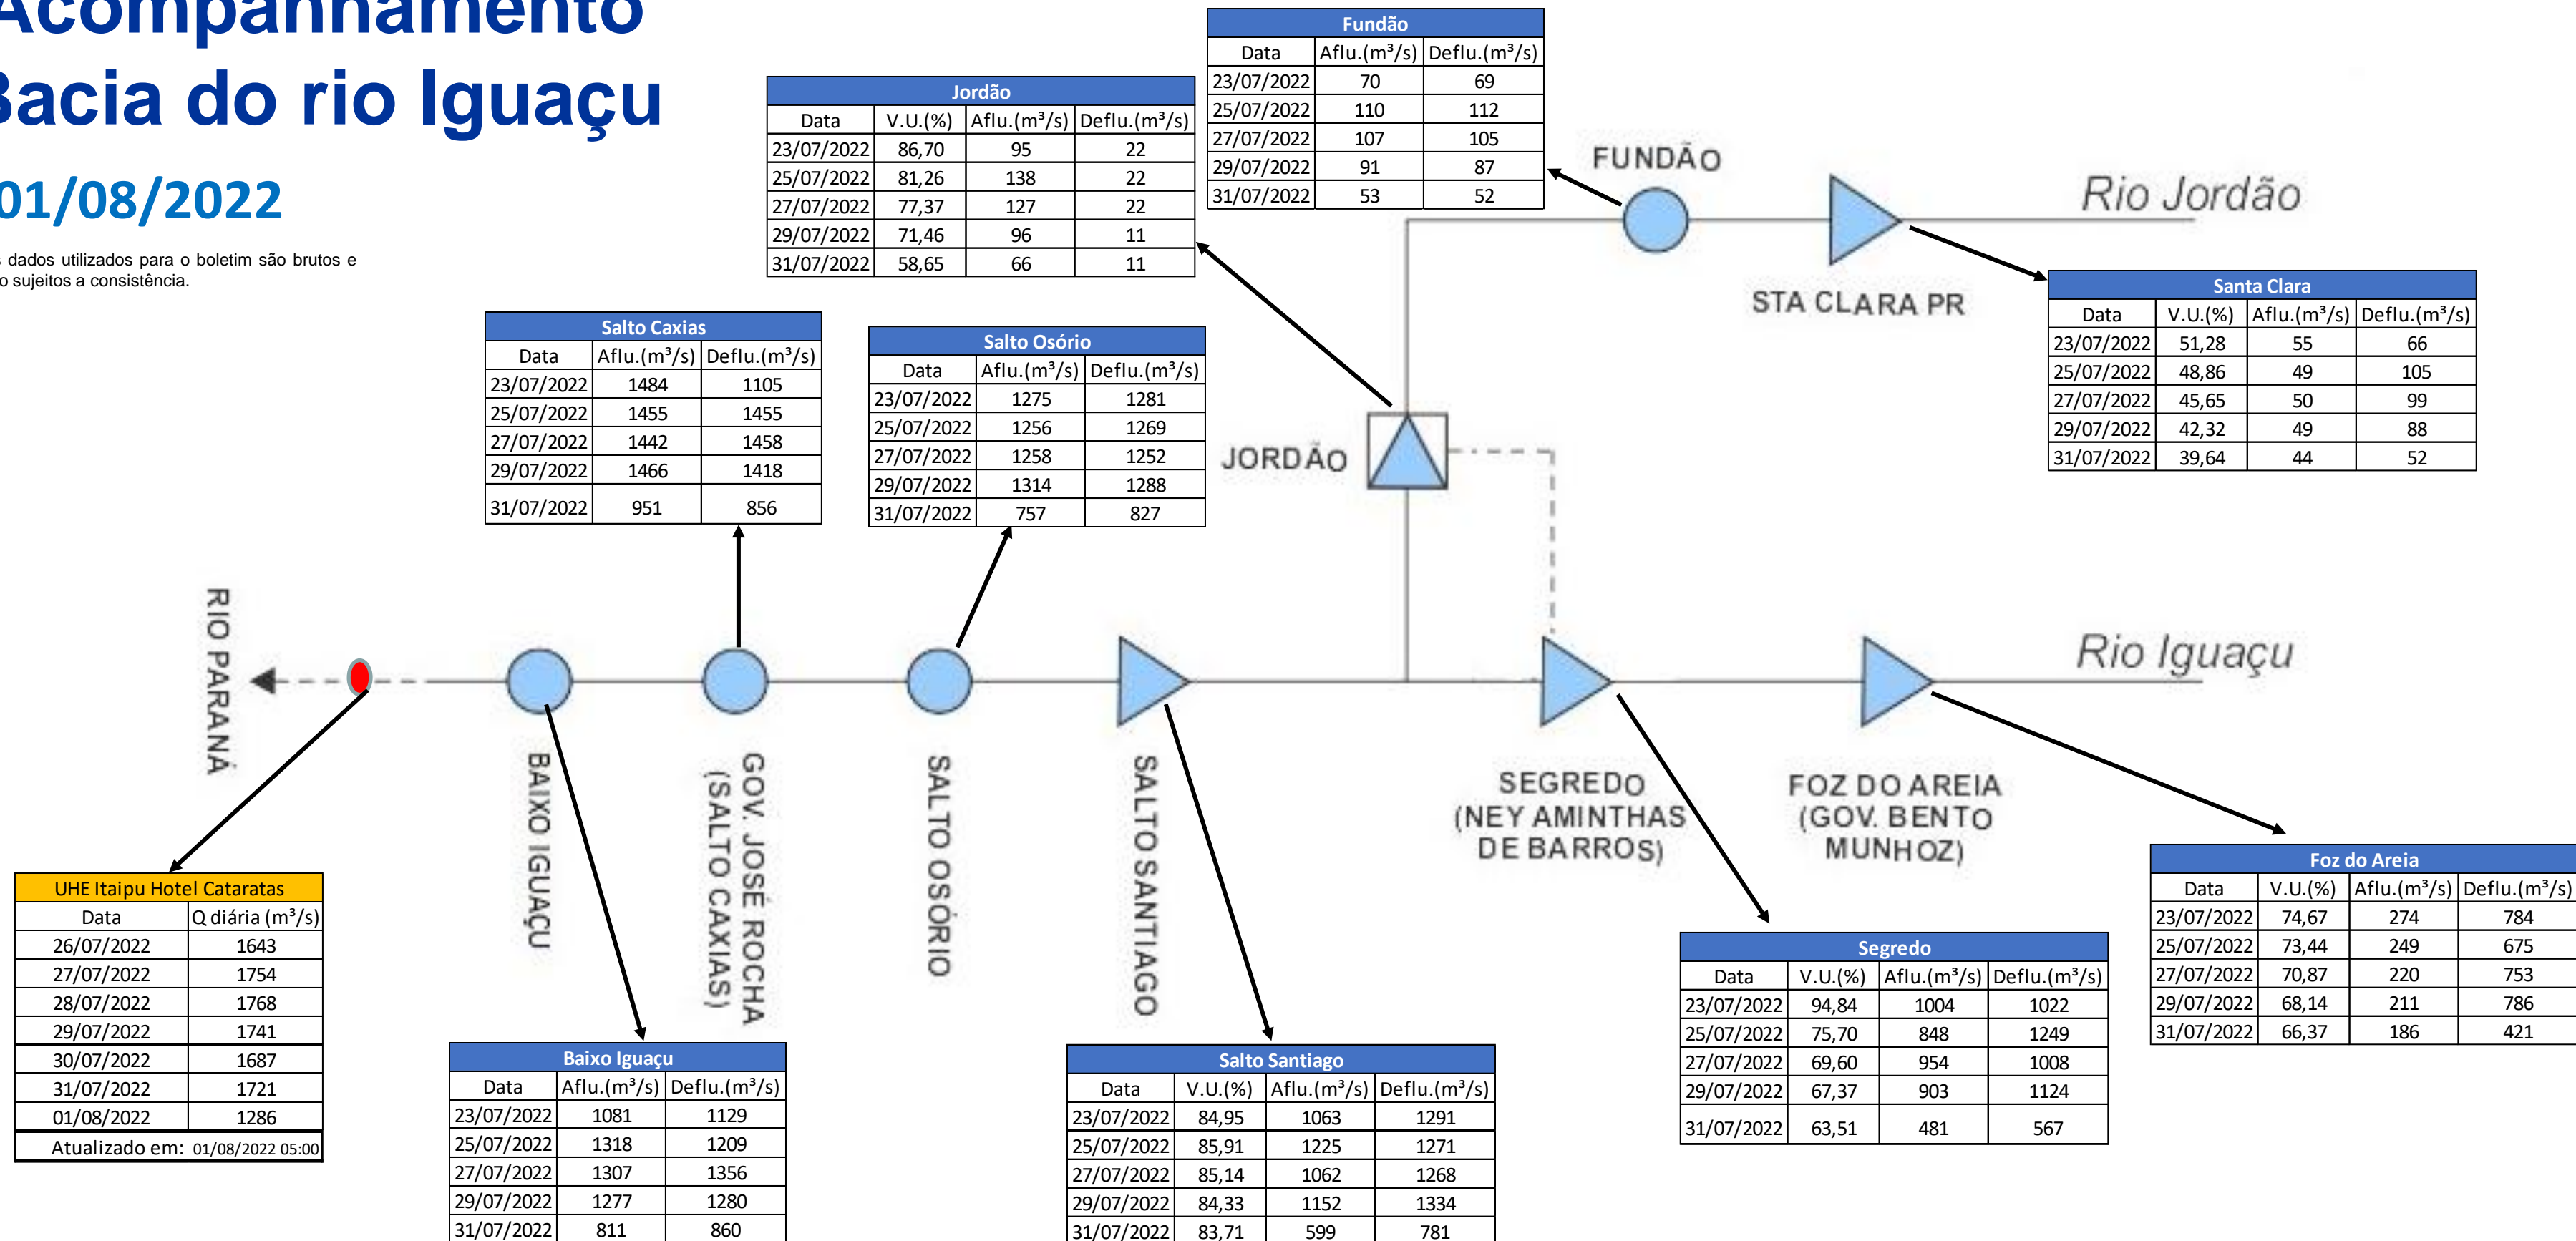 Acompanhamento
Bacia do rio Iguaçu
01/08/2022
s dados utilizados para o boletim são brutos e
o sujeitos a consistência.
Fundão
Data Aflu.(m³/s) Deflu.(m³/s)
23/07/2022 70 69
25/07/2022 110 112
27/07/2022 107 105
29/07/2022 91 87
31/07/2022 53 52
Jordão
Data V.U.(%) Aflu.(m³/s) Deflu.(m³/s)
23/07/2022 86,70 95 22
25/07/2022 81,26 138 22
27/07/2022 77,37 127 22
29/07/2022 71,46 96 11
31/07/2022 58,65 66 11
FUNDÃO
Rio Jordão
STA CLARA PR
Santa Clara
Data V.U.(%) Aflu.(m³/s) Deflu.(m³/s)
23/07/2022 51,28 55 66
25/07/2022 48,86 49 105
27/07/2022 45,65 50 99
29/07/2022 42,32 49 88
31/07/2022 39,64 44 52
Salto Caxias
Data Aflu.(m³/s) Deflu.(m³/s)
23/07/2022 1484 1105
25/07/2022 1455 1455
27/07/2022 1442 1458
29/07/2022 1466 1418
31/07/2022 951 856
Salto Osório
Data Aflu.(m³/s) Deflu.(m³/s)
23/07/2022 1275 1281
25/07/2022 1256 1269
27/07/2022 1258 1252
29/07/2022 1314 1288
31/07/2022 757 827
JORDÃO
RIO PARANÁ
Rio Iguaçu
BAIXO IGUAÇU
GOV. JOSÉ ROCHA
(SALTO CAXIAS)
SALTO OSÓRIO
SALTO SANTIAGO
SEGREDO
(NEY AMINTHAS
DE BARROS)
FOZ DO AREIA
(GOV. BENTO
MUNHOZ)
UHE Itaipu Hotel Cataratas
Data Q diária (m³/s)
26/07/2022 1643
27/07/2022 1754
28/07/2022 1768
29/07/2022 1741
30/07/2022 1687
31/07/2022 1721
01/08/2022 1286
Atualizado em: 01/08/2022 05:00
Baixo Iguaçu
Data Aflu.(m³/s) Deflu.(m³/s)
23/07/2022 1081 1129
25/07/2022 1318 1209
27/07/2022 1307 1356
29/07/2022 1277 1280
31/07/2022 811 860
Salto Santiago
Data V.U.(%) Aflu.(m³/s) Deflu.(m³/s)
23/07/2022 84,95 1063 1291
25/07/2022 85,91 1225 1271
27/07/2022 85,14 1062 1268
29/07/2022 84,33 1152 1334
31/07/2022 83,71 599 781
Segredo
Data V.U.(%) Aflu.(m³/s) Deflu.(m³/s)
23/07/2022 94,84 1004 1022
25/07/2022 75,70 848 1249
27/07/2022 69,60 954 1008
29/07/2022 67,37 903 1124
31/07/2022 63,51 481 567
Foz do Areia
Data V.U.(%) Aflu.(m³/s) Deflu.(m³/s)
23/07/2022 74,67 274 784
25/07/2022 73,44 249 675
27/07/2022 70,87 220 753
29/07/2022 68,14 211 786
31/07/2022 66,37 186 421